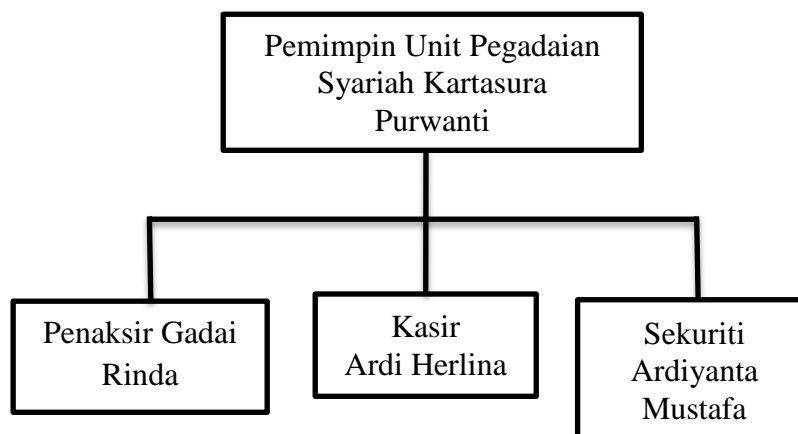 Pemimpin Unit Pegadaian
Syariah Kartasura
Purwanti
Penaksir Gadai
Rinda
Kasir
Ardi Herlina
Sekuriti
Ardiyanta
Mustafa